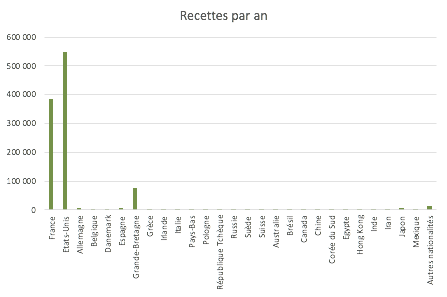 Recettes par an
600 000
500 000
400 000
300 000
200 000
100 000
0
France
Etats-Unis
Allemagne
Belgique
Danemark
Espagne
Grande-Bretagne
Grèce
Irlande
Italie
Pays-Bas
Pologne
République Tchèque
Russie
Suède
Suisse
Australie
Brésil
Canada
Chine
Corée du Sud
Egypte
Hong Kong
Inde
Iran
Japon
Mexique
Autres nationalités